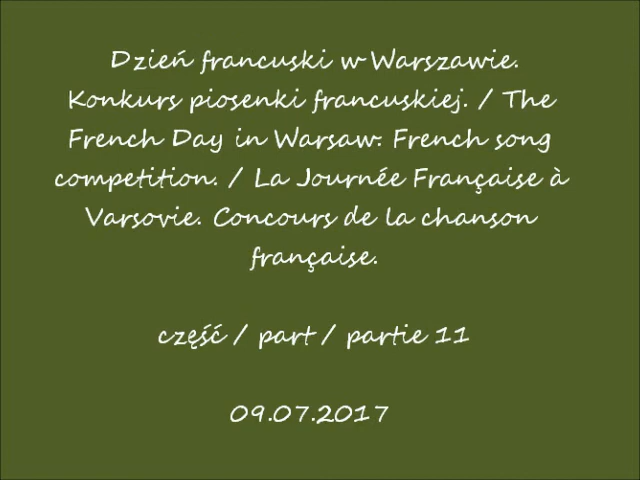 Dzień francuski w Warszawie.
Konkurs piosenki francuskiej. / The
French Day in Warsaw. French song
competition. / La Journée Française à
Varsovie. Concours de la chanson
française.
część / part / partie 11
09.07.2017